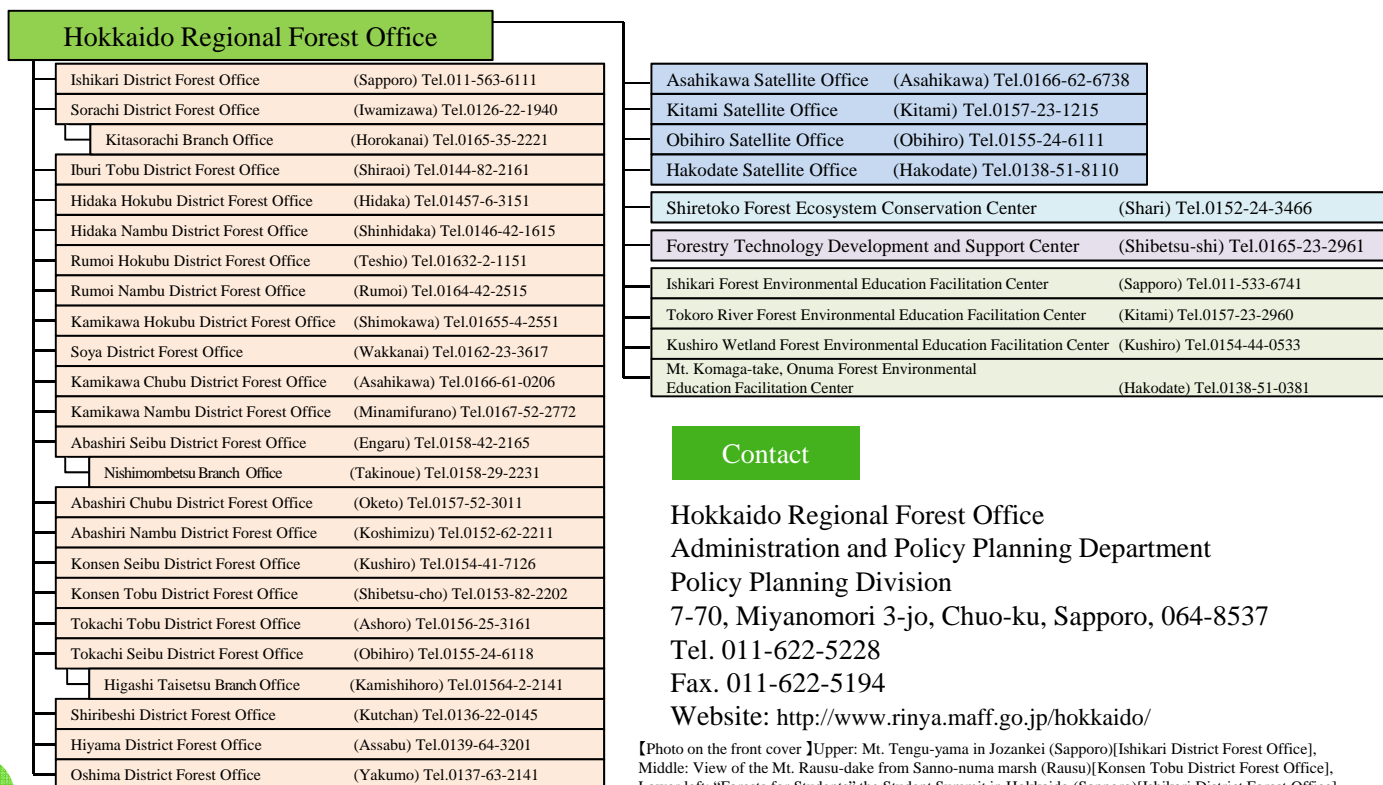 Hokkaido Regional Forest Office
Ishikari District Forest Office (Sapporo) Tel.011-563-6111
Sorachi District Forest Office (Iwamizawa) Tel.0126-22-1940
Kitasorachi Branch Office (Horokanai) Tel.0165-35-2221
Iburi Tobu District Forest Office (Shiraoi) Tel.0144-82-2161
Hidaka Hokubu District Forest Office (Hidaka) Tel.01457-6-3151
Hidaka Nambu District Forest Office (Shinhidaka) Tel.0146-42-1615
Rumoi Hokubu District Forest Office (Teshio) Tel.01632-2-1151
Rumoi Nambu District Forest Office (Rumoi) Tel.0164-42-2515
Kamikawa Hokubu District Forest Office (Shimokawa) Tel.01655-4-2551
Soya District Forest Office (Wakkanai) Tel.0162-23-3617
Kamikawa Chubu District Forest Office (Asahikawa) Tel.0166-61-0206
Kamikawa Nambu District Forest Office (Minamifurano) Tel.0167-52-2772
Abashiri Seibu District Forest Office (Engaru) Tel.0158-42-2165
Nishimombetsu Branch Office (Takinoue) Tel.0158-29-2231
Abashiri Chubu District Forest Office (Oketo) Tel.0157-52-3011
Abashiri Nambu District Forest Office (Koshimizu) Tel.0152-62-2211
Konsen Seibu District Forest Office (Kushiro) Tel.0154-41-7126
Konsen Tobu District Forest Office (Shibetsu-cho) Tel.0153-82-2202
Tokachi Tobu District Forest Office (Ashoro) Tel.0156-25-3161
Tokachi Seibu District Forest Office (Obihiro) Tel.0155-24-6118
Higashi Taisetsu Branch Office (Kamishihoro) Tel.01564-2-2141
Shiribeshi District Forest Office (Kutchan) Tel.0136-22-0145
Hiyama District Forest Office (Assabu) Tel.0139-64-3201
Oshima District Forest Office (Yakumo) Tel.0137-63-2141
Asahikawa Satellite Office (Asahikawa) Tel.0166-62-6738
Kitami Satellite Office (Kitami) Tel.0157-23-1215
Obihiro Satellite Office (Obihiro) Tel.0155-24-6111
Hakodate Satellite Office (Hakodate) Tel.0138-51-8110
Shiretoko Forest Ecosystem Conservation Center (Shari) Tel.0152-24-3466
Forestry Technology Development and Support Center (Shibetsu-shi) Tel.0165-23-2961
Ishikari Forest Environmental Education Facilitation Center (Sapporo) Tel.011-533-6741
Tokoro River Forest Environmental Education Facilitation Center (Kitami) Tel.0157-23-2960
Kushiro Wetland Forest Environmental Education Facilitation Center (Kushiro) Tel.0154-44-0533
Mt. Komaga-take, Onuma Forest Environmental
Education Facilitation Center (Hakodate) Tel.0138-51-0381
Contact
Hokkaido Regional Forest Office
Administration and Policy Planning Department
Policy Planning Division
7-70, Miyanomori 3-jo, Chuo-ku, Sapporo, 064-8537
Tel. 011-622-5228
Fax. 011-622-5194
Website: http://www.rinya.maff.go.jp/hokkaido/
【Photo on the front cover 】Upper: Mt. Tengu-yama in Jozankei (Sapporo)[Ishikari District Forest Office],
Middle: View of the Mt. Rausu-dake from Sanno-numa marsh (Rausu)[Konsen Tobu District Forest Office],
Lower left: "Forests for Students" the Student Summit in Hokkaido (Sapporo)[Ishikari District Forest Office]